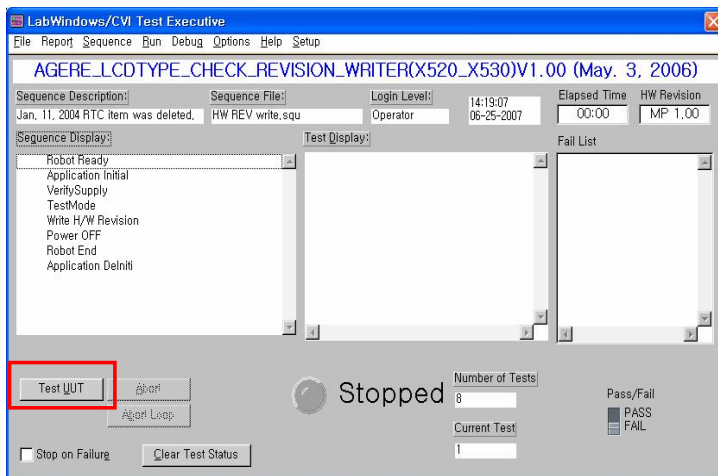 LabWindows/CVI Test Executive
File Report Sequence Run Debug Options Help Setup
AGERE_LCDTYPE_CHECK_REVISION_WRITER(X520_X530)V1.00 (May. 3, 2006)
Sequence Description: Sequence File: Login Level: 14:19:07 Elapsed Time HW Revision
Jan, 11, 2004 RTC item was deleted, HW REV write,squ Operator 06-25-2007 00:00 MP 1,00
Sequence Display: Test Display: Fail List
Robot Ready
Application Initial
VerifySupply
TestMode
Write H/W Revision
Power OFF
Robot End
Application DeIniti
Test UUT Abort Stopped Number of Tests Pass/Fail
8
Abort Loop PASS
FAIL
Current Test
1
Stop on Failure Clear Test Status